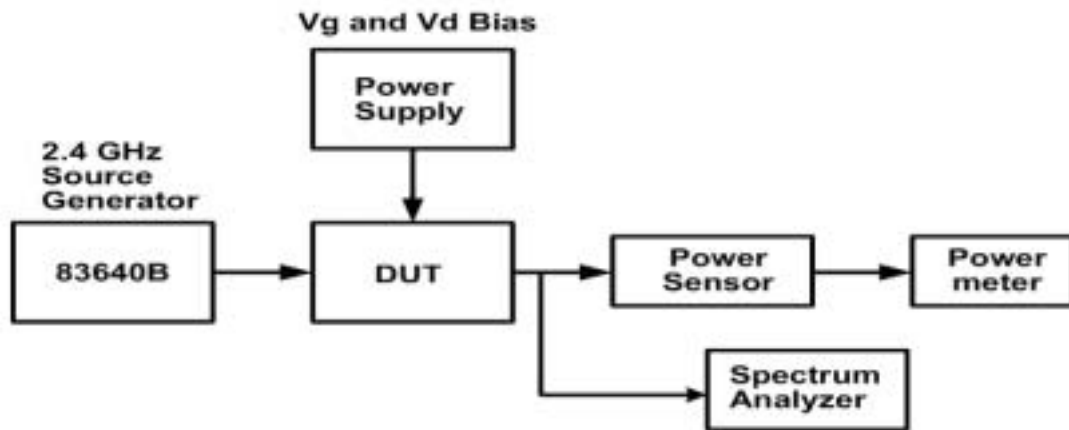 Vg and Vd Bias
Power
Supply
2.4 GHz
Source
Generator
83640B
DUT
Power
Sensor
Power
meter
Spectrum
Analyzer